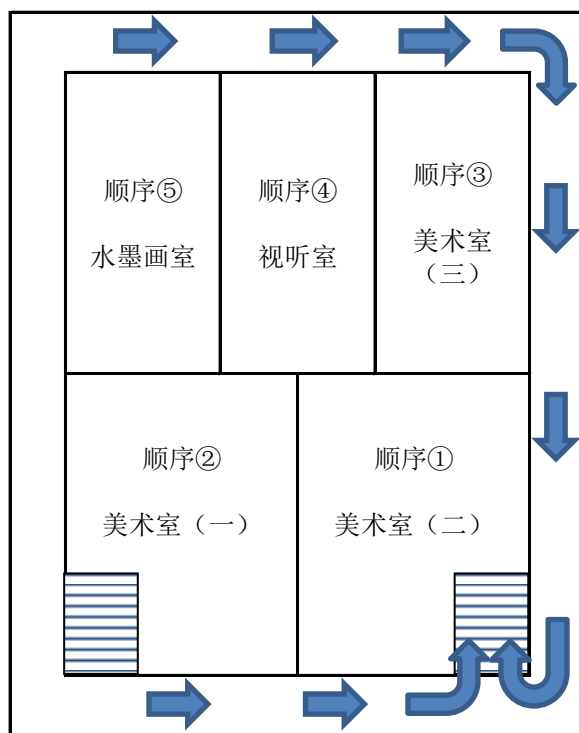 顺序⑤
水墨画室
顺序④
视听室
顺序③
美术室
（三）
顺序②
美术室（一）
顺序①
美术室（二）